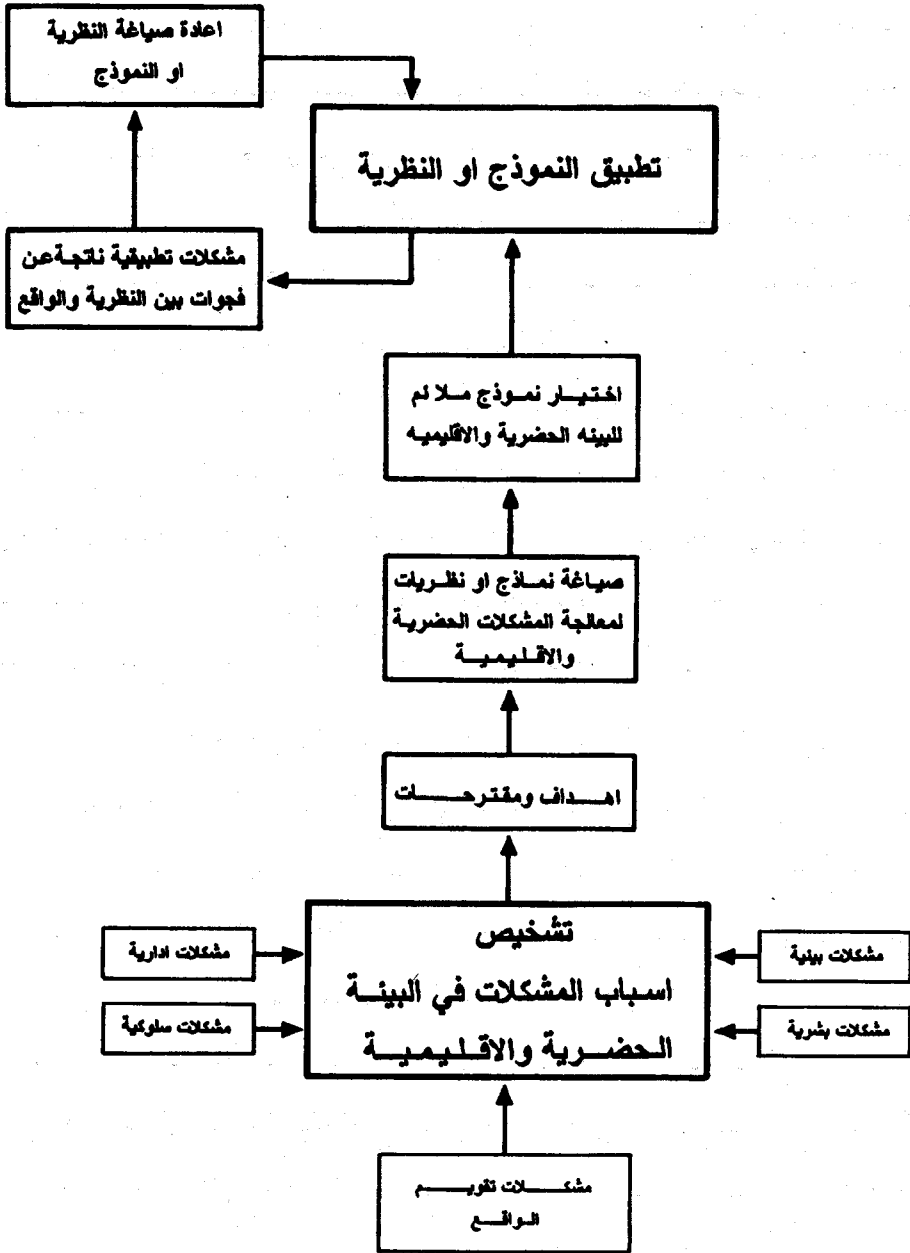 اعادة صياغة النظرية
او النموذج
تطبيق النموذج او النظرية
مشكلات تطبيقية ناتجة عن
فجوات بين النظرية والواقع
اختيار نموذج ملائم
للبيئه الحضرية والاقليميه
صياغة نماذج او نظريات
لمعالجة المشكلات الحضرية
والاقليمية
اهداف ومقترحات
تشخيص
اسباب المشكلات في البيئة
الحضرية والاقليمية
مشكلات بيئية
مشكلات ادارية
مشكلات بشرية
مشكلات سلوكية
مشكلات تقويم
الواقع